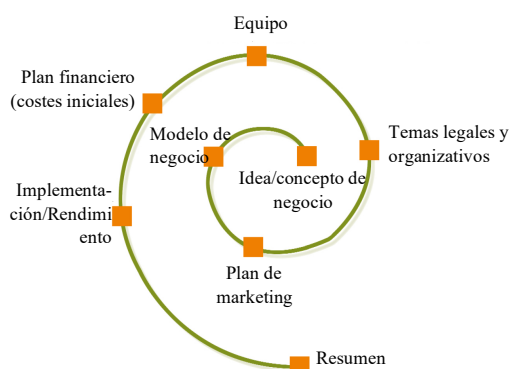 Equipo
Plan financiero
(costes iniciales)
Modelo de
negocio
Temas legales y
organizativos
Idea/concepto de
negocio
Implementa-
ción/Rendimi
ento
Plan de
marketing
Resumen